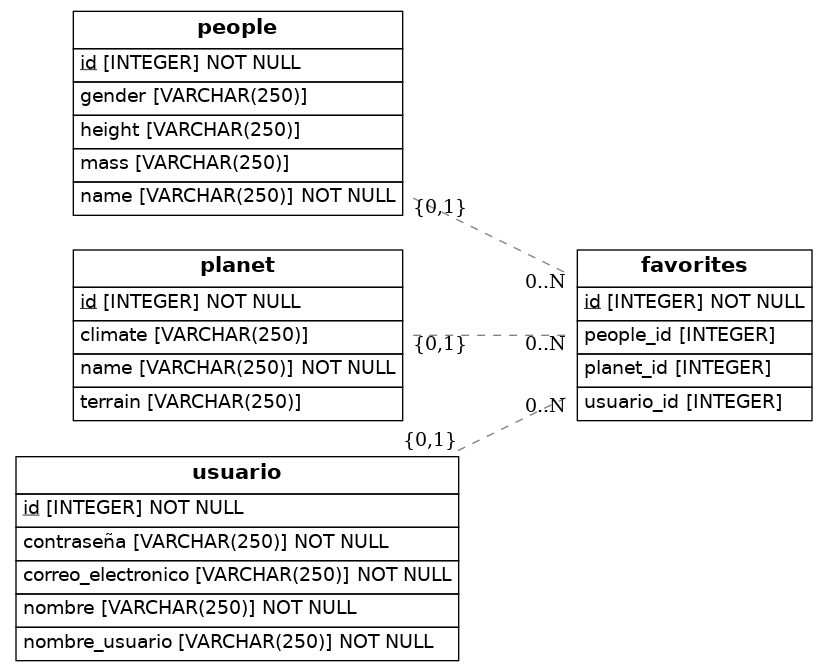 people
id [INTEGER] NOT NULL
gender [VARCHAR(250)]
height [VARCHAR(250)]
mass [VARCHAR(250)]
name [VARCHAR(250)] NOT NULL
{0,1}
0..N
planet
id [INTEGER] NOT NULL
climate [VARCHAR(250)]
name [VARCHAR(250)] NOT NULL
terrain [VARCHAR(250)]
{0,1}
0..N
favorites
id [INTEGER] NOT NULL
people_id [INTEGER]
planet_id [INTEGER]
usuario_id [INTEGER]
0..N
{0,1}
usuario
id [INTEGER] NOT NULL
contraseña [VARCHAR(250)] NOT NULL
correo_electronico [VARCHAR(250)] NOT NULL
nombre [VARCHAR(250)] NOT NULL
nombre_usuario [VARCHAR(250)] NOT NULL